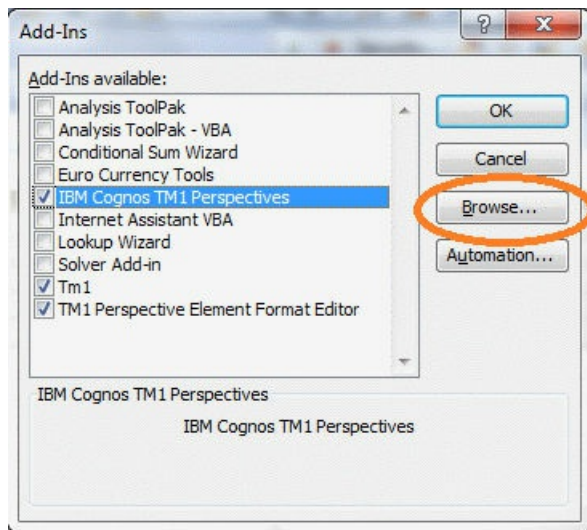 Add-Ins
?
X
Add-Ins available:
Analysis ToolPak
Analysis ToolPak - VBA
Conditional Sum Wizard
Euro Currency Tools
IBM Cognos TM1 Perspectives
Internet Assistant VBA
Lookup Wizard
Solver Add-in
Tm1
TM1 Perspective Element Format Editor
OK
Cancel
Browse...
Automation...
IBM Cognos TM1 Perspectives
IBM Cognos TM1 Perspectives